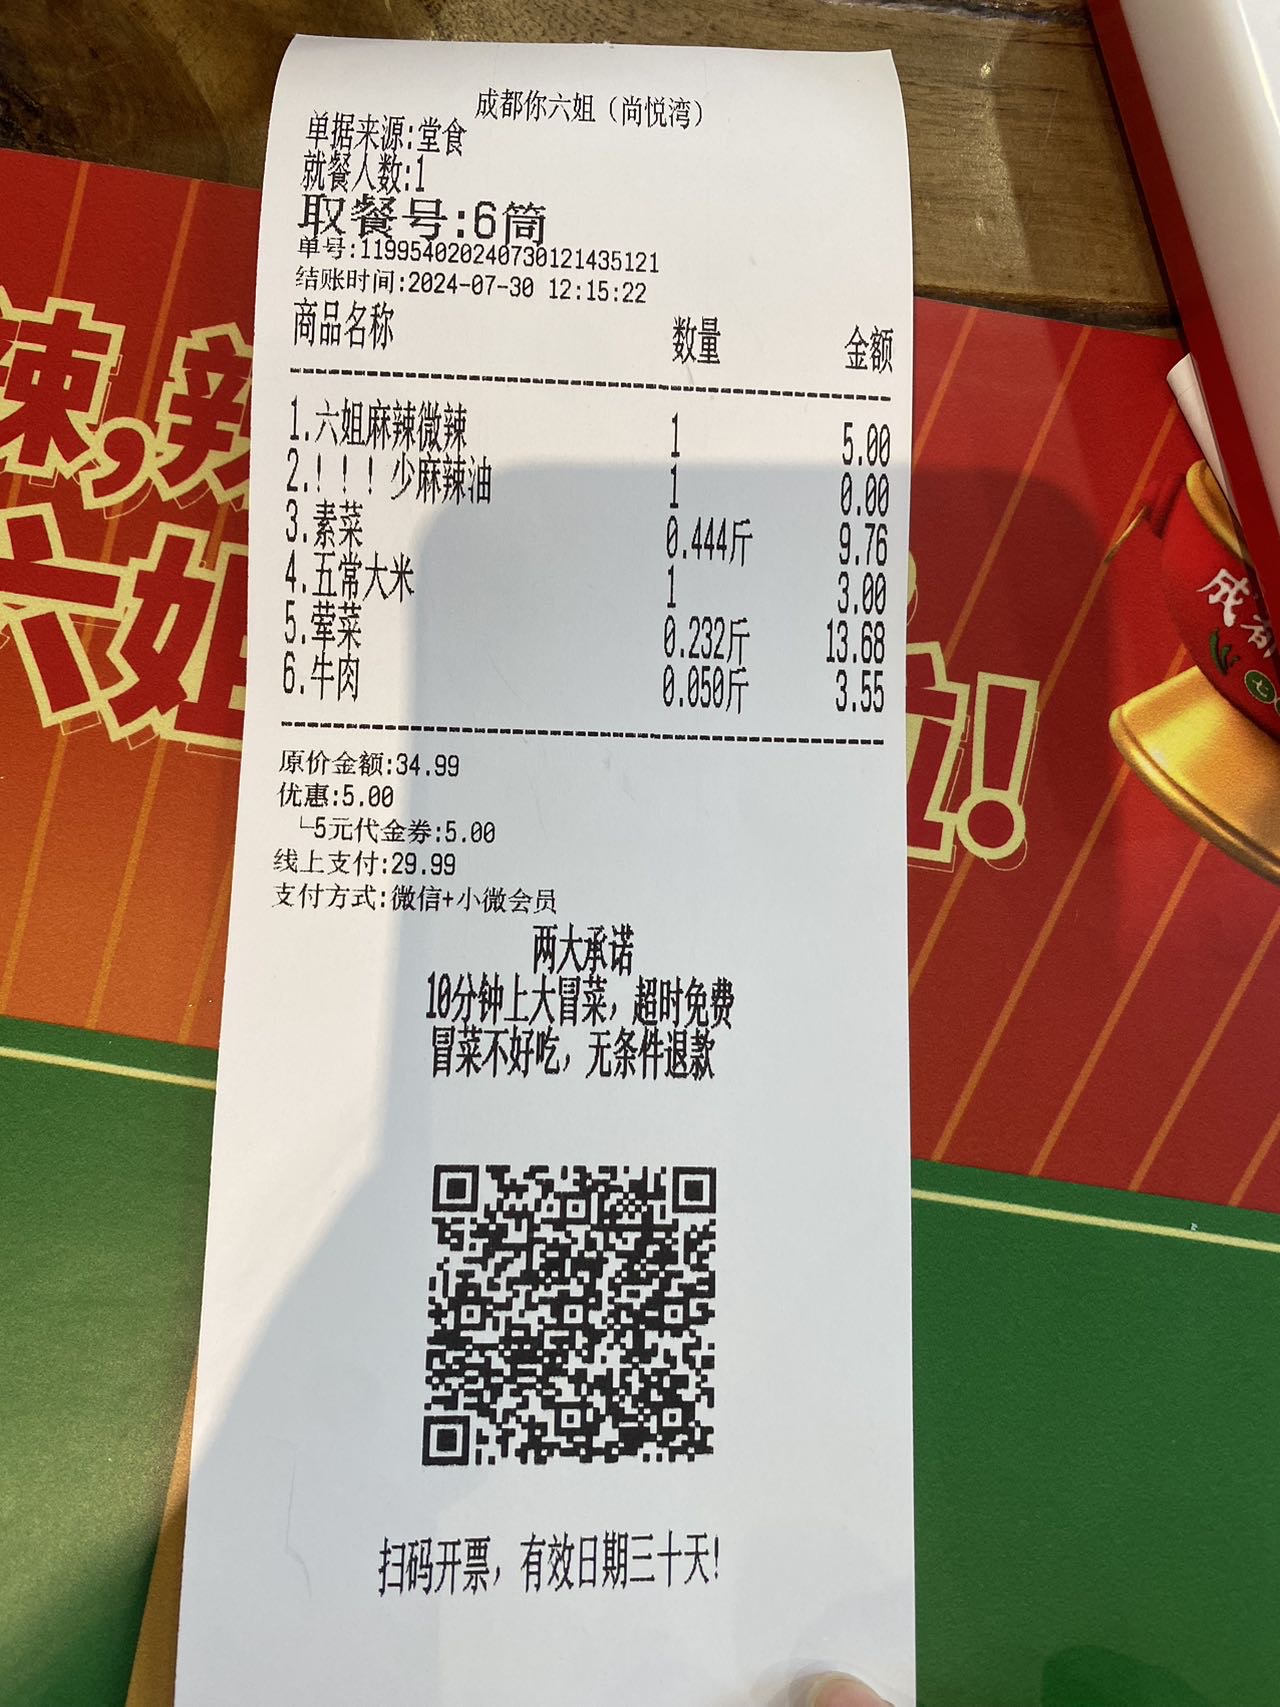 成都你六姐（尚悦湾）
单据来源:堂食
就餐人数:1
取餐号:6筒
单号:119954020240730121435121
结账时间:2024-07-30 12:15:22
商品名称 数量 金额
1.六姐麻辣微辣 1 5.00
2.！！！少麻辣油 1 0.00
3.素菜 0.444斤 9.76
4.五常大米 1 3.00
5.荤菜 0.232斤 13.68
6.牛肉 0.050斤 3.55
原价金额:34.99
优惠:5.00
└5元代金券:5.00
线上支付:29.99
支付方式:微信+小微会员
两大承诺
10分钟上大冒菜，超时免费
冒菜不好吃，无条件退款
扫码开票，有效日期三十天!
辣,辣
六姐
!
成都